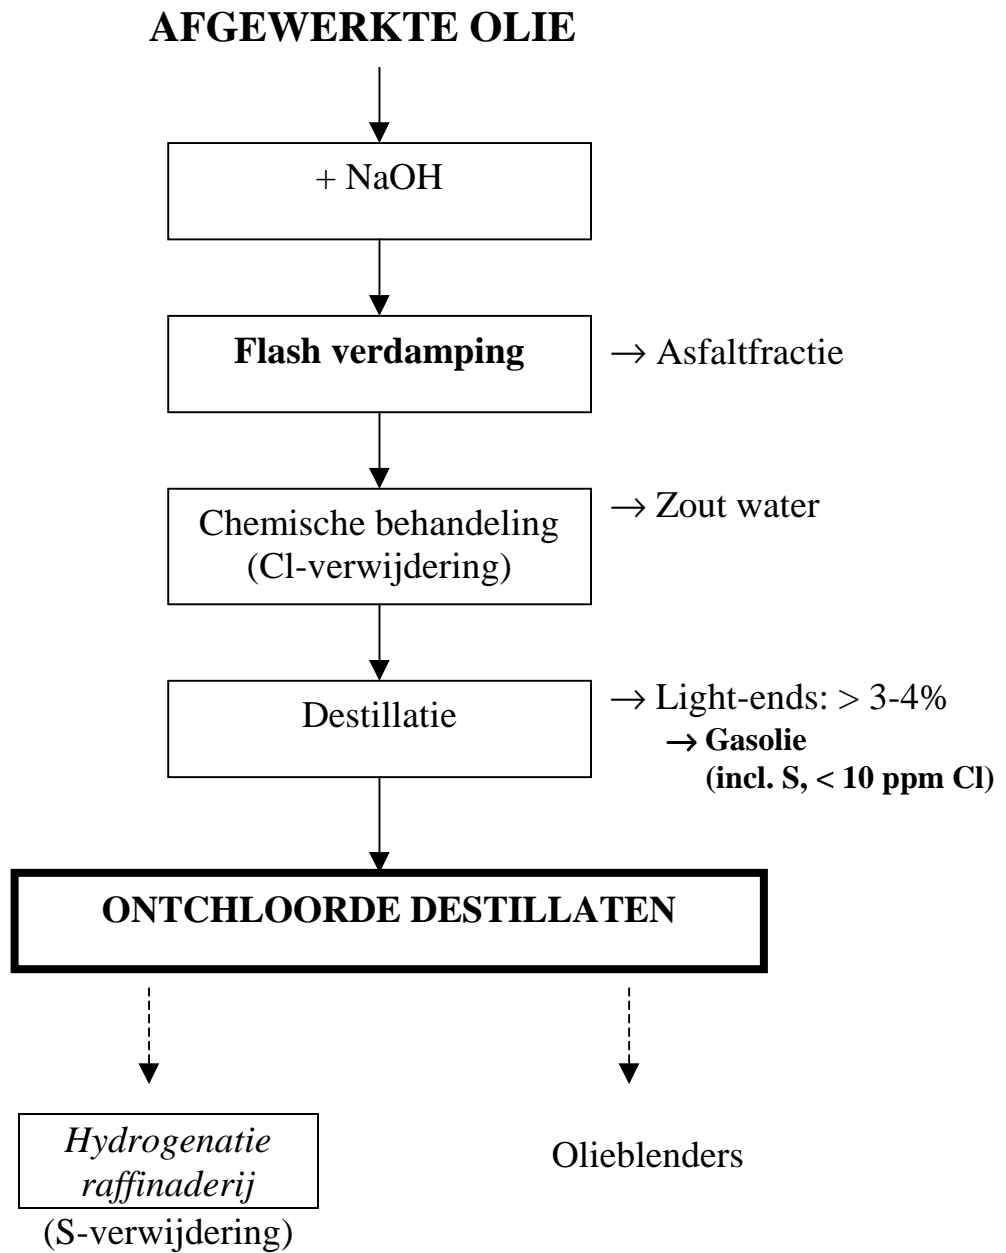 AFGEWERKTE OLIE
+ NaOH
Flash verdamping
→ Asfaltfractie
Chemische behandeling
(Cl-verwijdering)
→ Zout water
Destillatie
→ Light-ends: > 3-4%
→ Gasolie
(incl. S, < 10 ppm Cl)
ONTCHLOORDE DESTILLATEN
Hydrogenatie
raffinaderij
(S-verwijdering)
Olieblenders